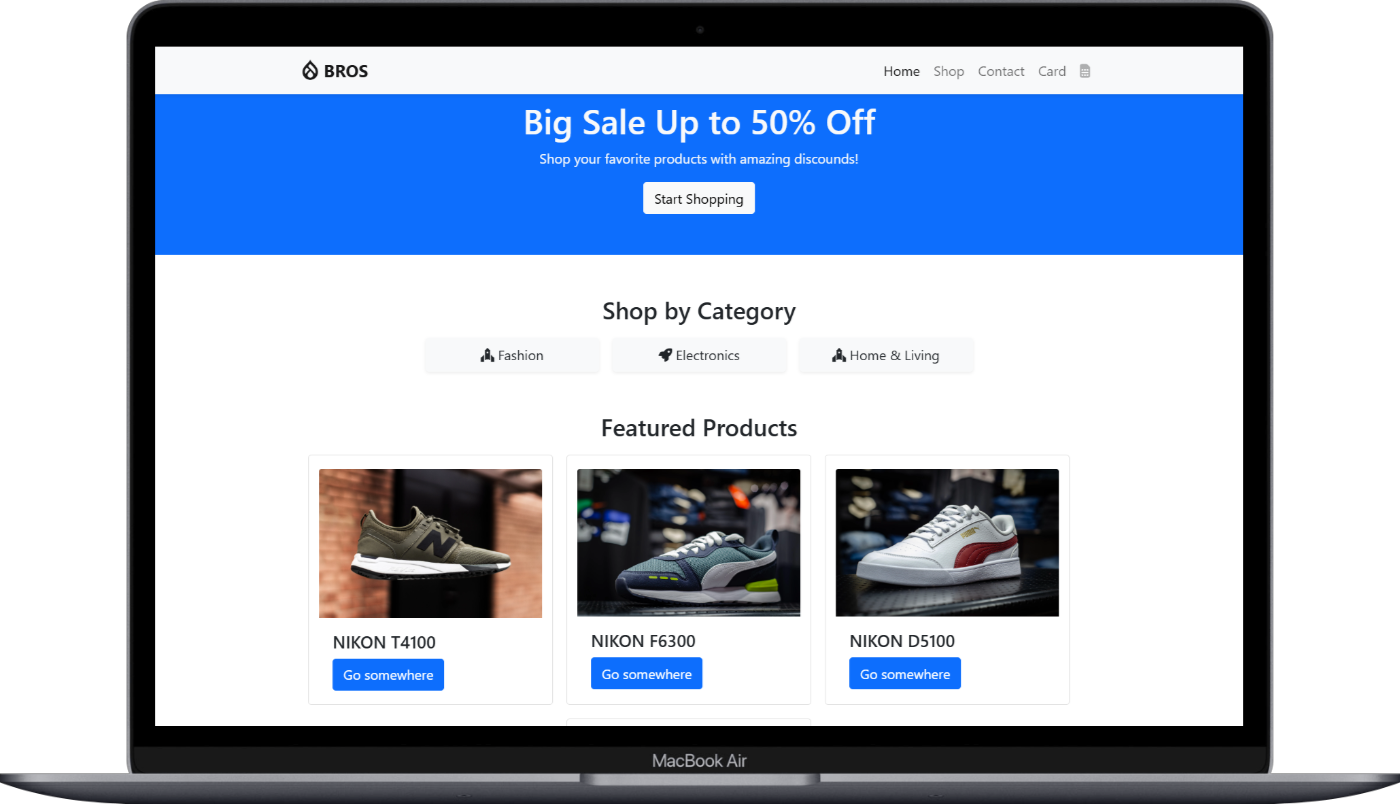 BROS
Home Shop Contact Card
Big Sale Up to 50% Off
Shop your favorite products with amazing discounds!
Start Shopping
Shop by Category
Fashion Electronics Home & Living
Featured Products
N
NIKON T4100 NIKON F6300 NIKON D5100
Go somewhere Go somewhere Go somewhere
MacBook Air